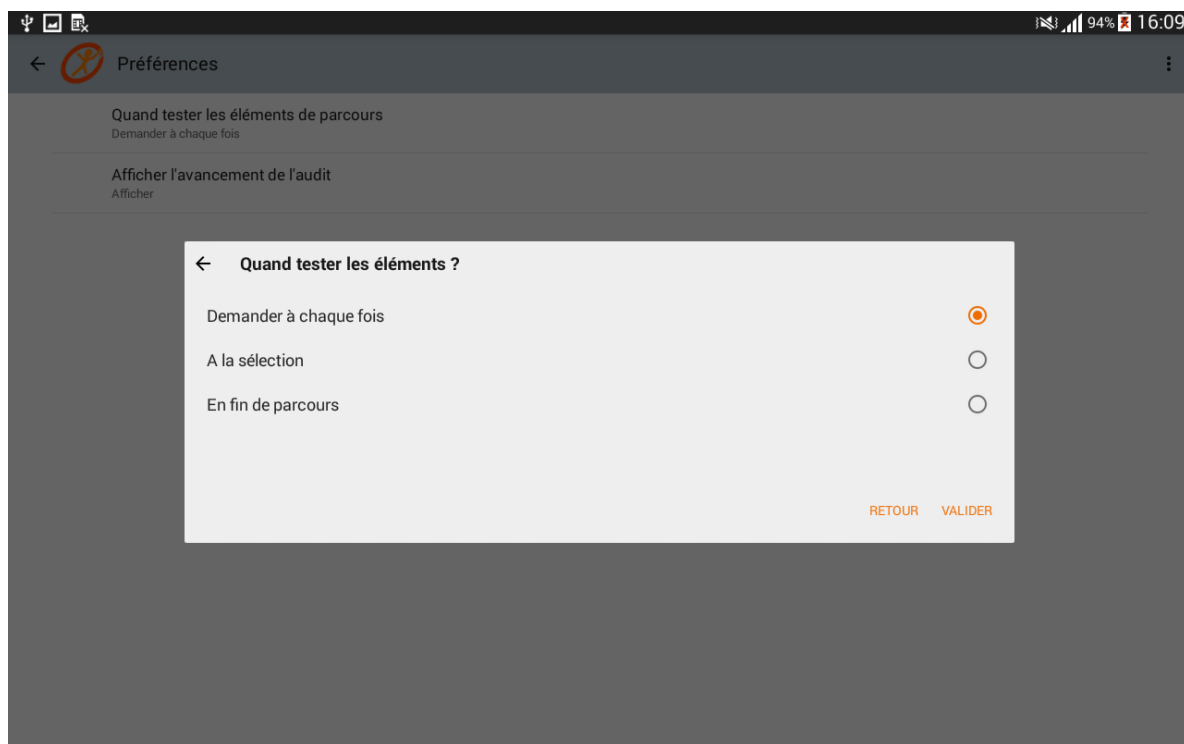 94% 16:09
Préférences
Quand tester les éléments de parcours
Demander à chaque fois
Afficher l'avancement de l'audit
Afficher
Quand tester les éléments ?
Demander à chaque fois
A la sélection
En fin de parcours
RETOUR VALIDER